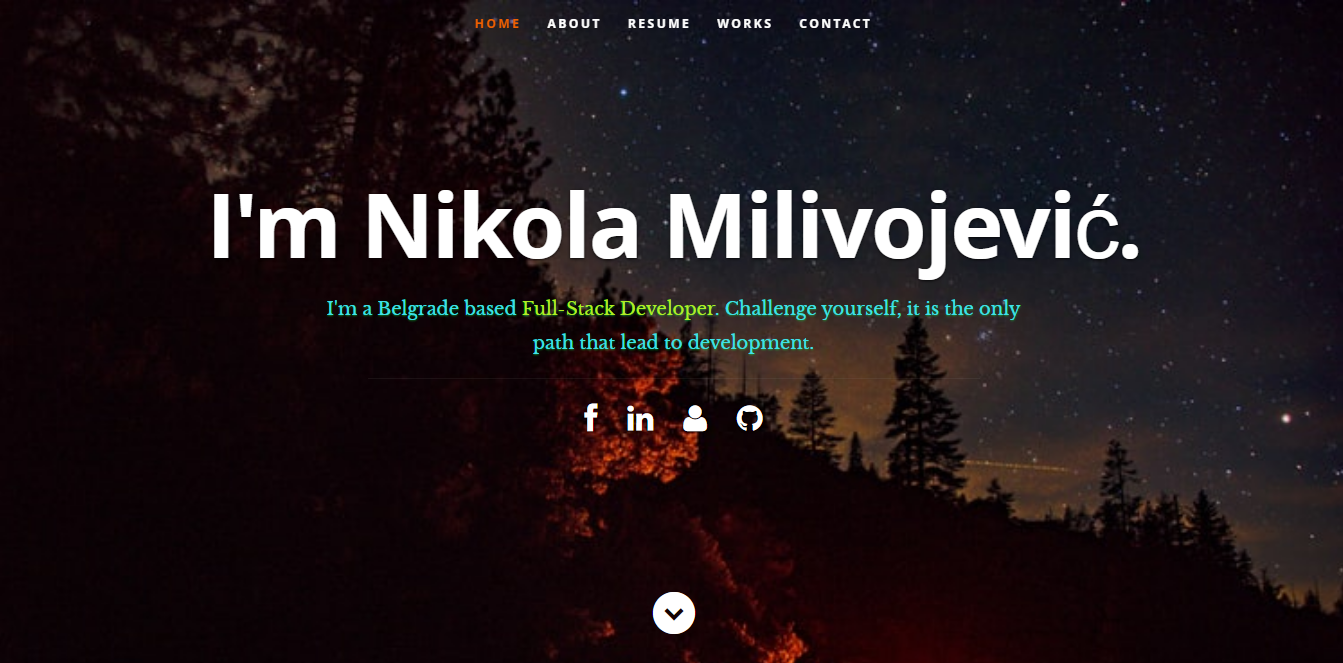 HOME ABOUT RESUME WORKS CONTACT
I'm Nikola Milivojević.
I'm a Belgrade based Full-Stack Developer. Challenge yourself, it is the only
path that lead to development.